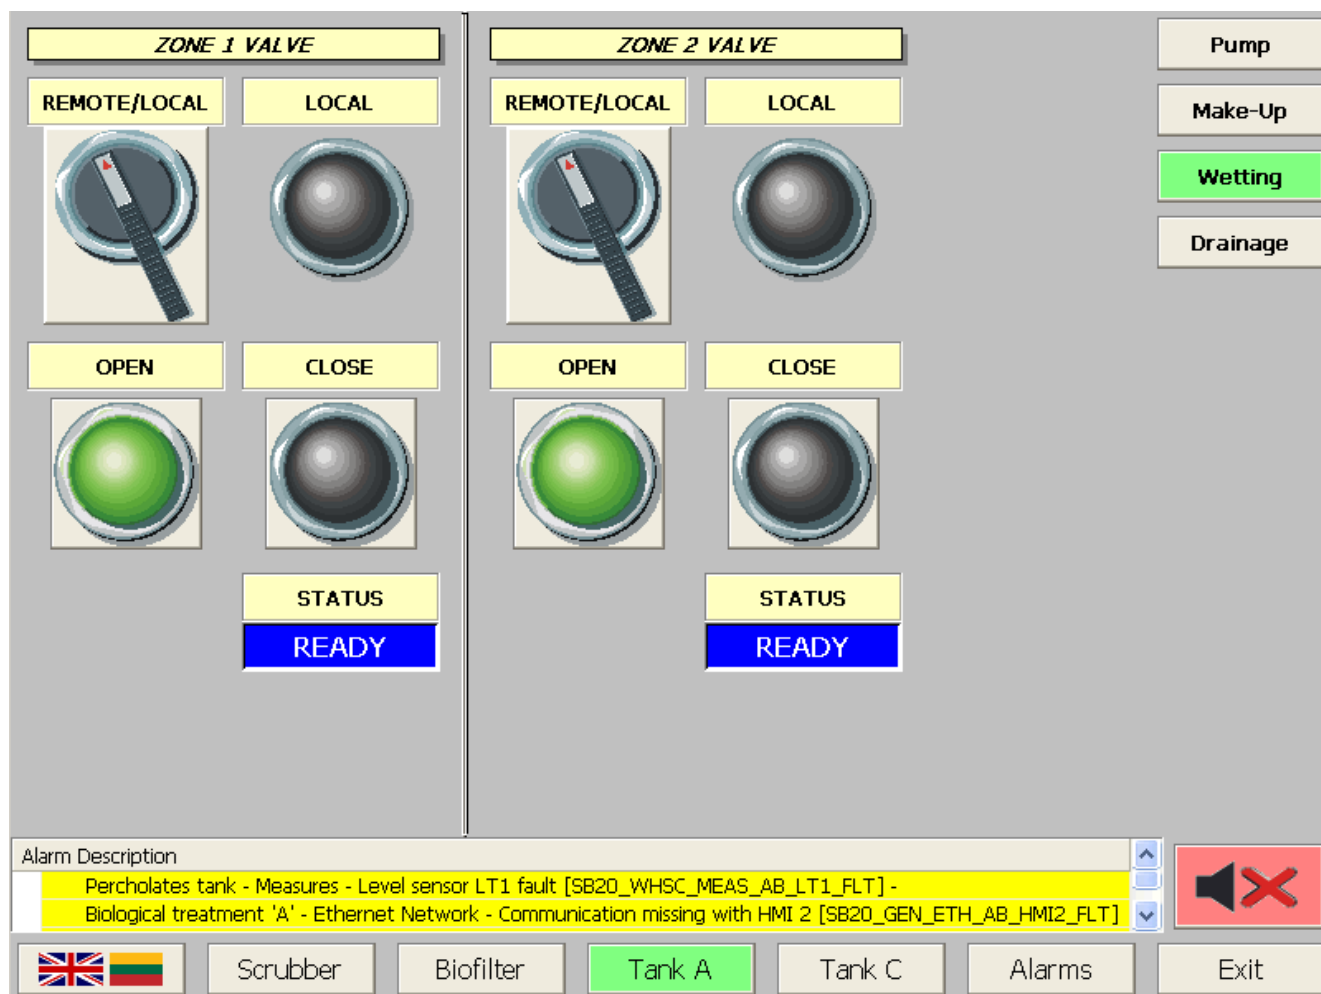 ZONE 1 VALVE
ZONE 2 VALVE
Pump
REMOTE/LOCAL
LOCAL
REMOTE/LOCAL
LOCAL
Make-Up
Wetting
Drainage
OPEN
CLOSE
OPEN
CLOSE
STATUS
STATUS
READY
READY
Alarm Description
Percholates tank - Measures - Level sensor LT1 fault [SB20_WHSC_MEAS_AB_LT1_FLT] -
Biological treatment 'A' - Ethernet Network - Communication missing with HMI 2 [SB20_GEN_ETH_AB_HMI2_FLT]
Scrubber
Biofilter
Tank A
Tank C
Alarms
Exit